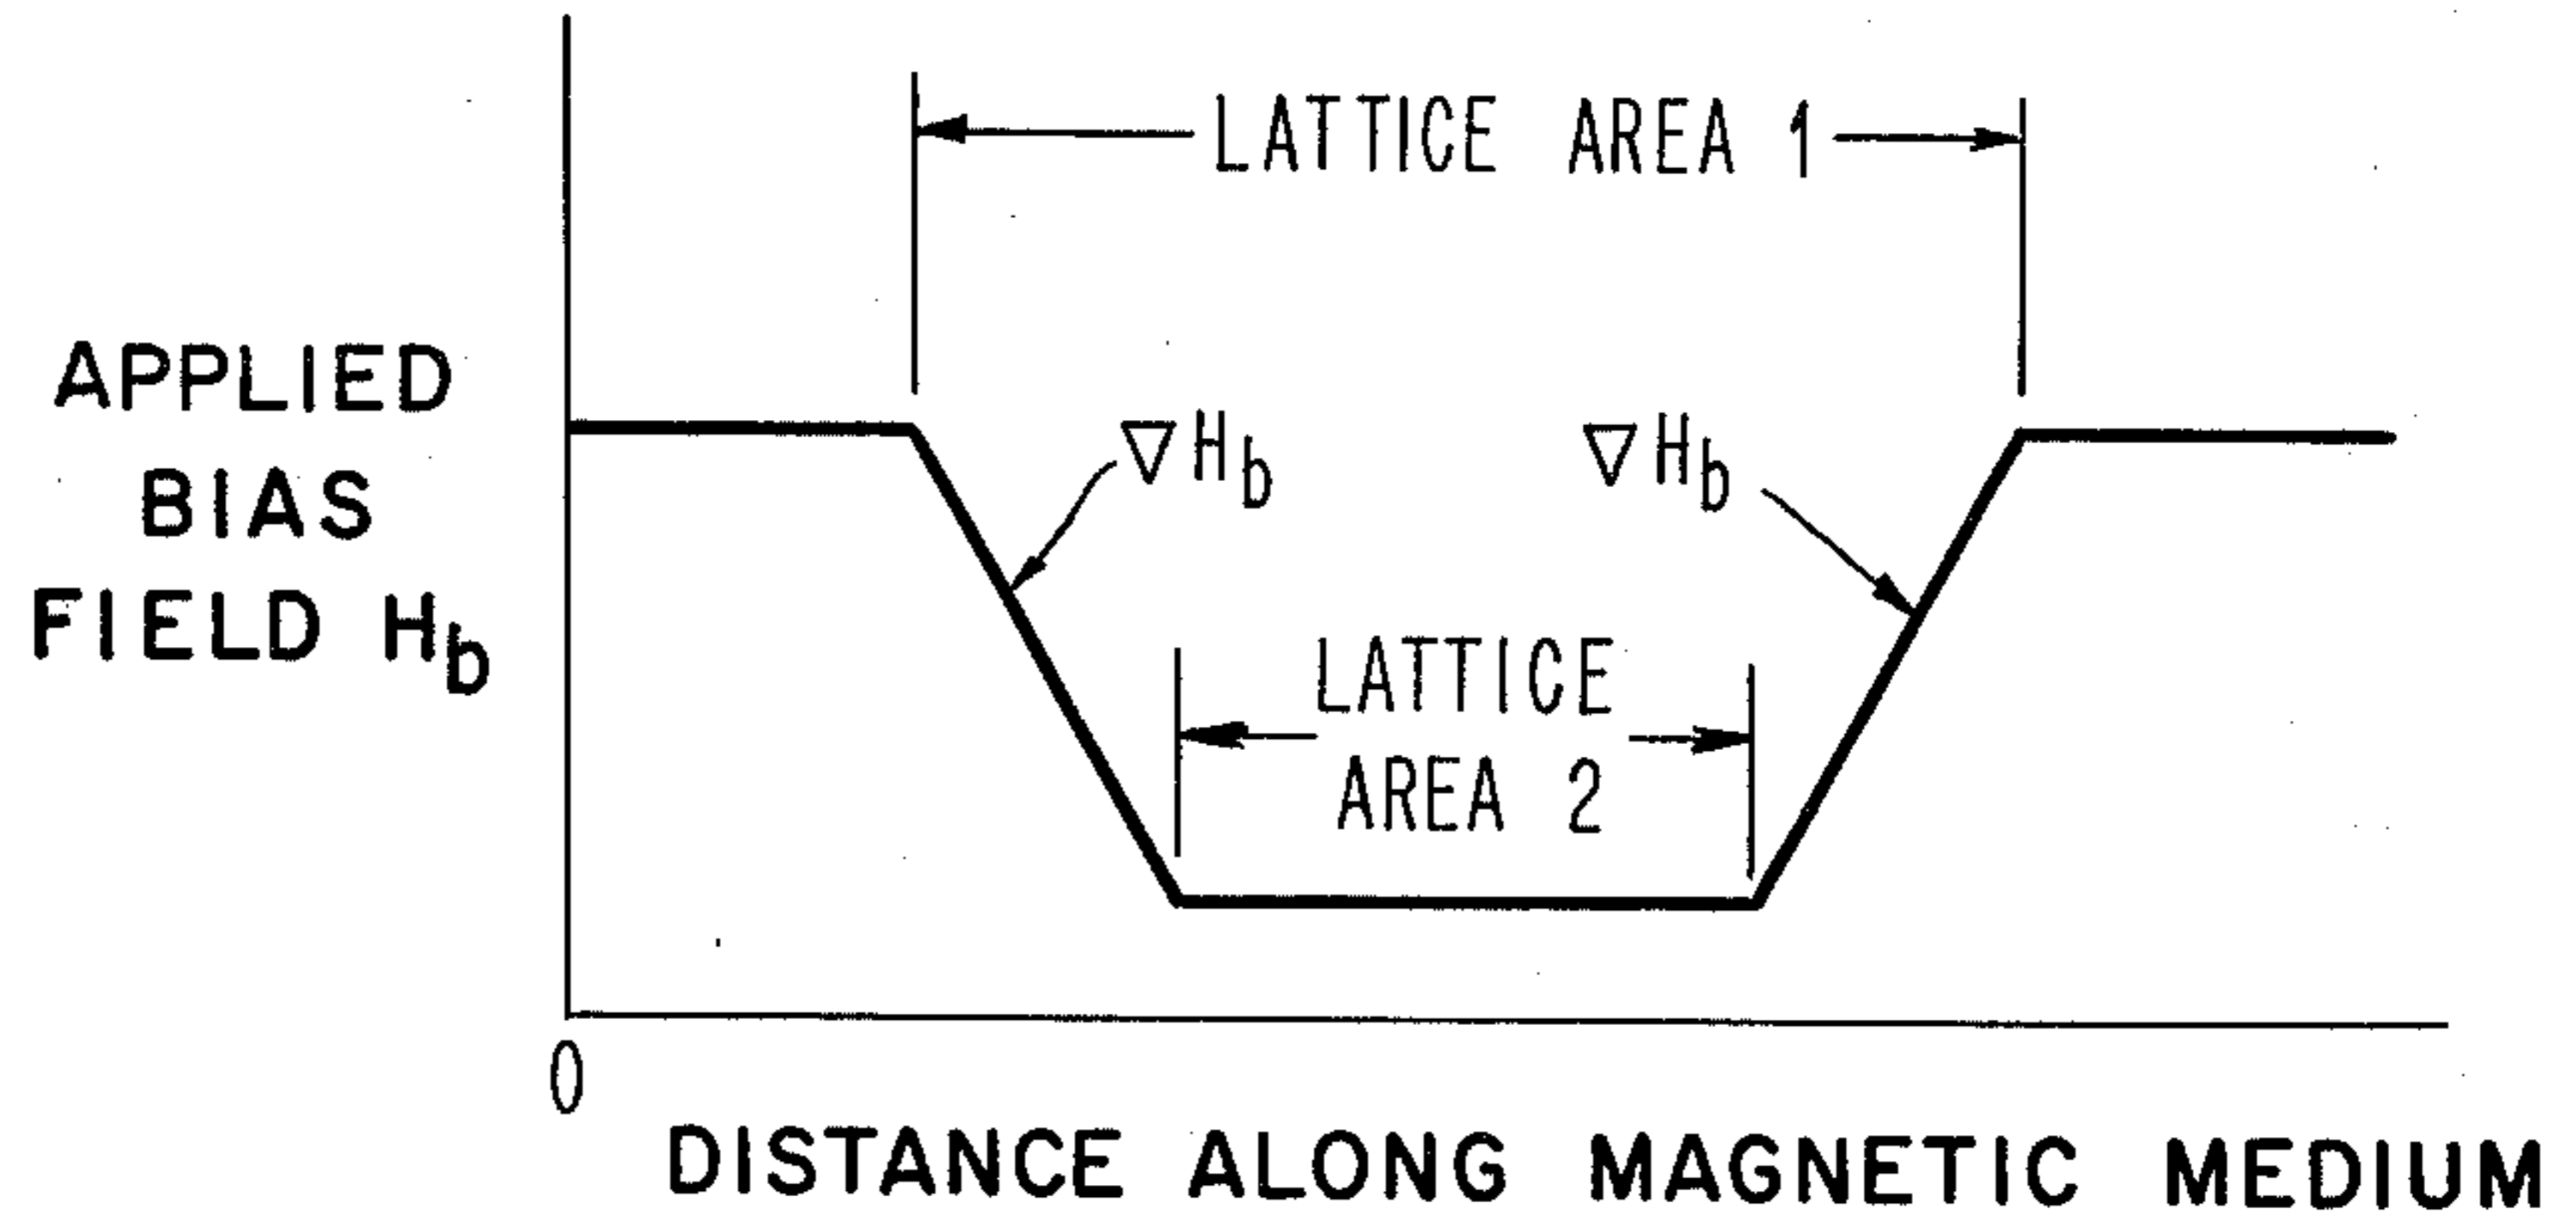 LATTICE AREA 1
APPLIED
BIAS
FIELD Hb
∇Hb
∇Hb
LATTICE
AREA 2
0
DISTANCE ALONG MAGNETIC MEDIUM